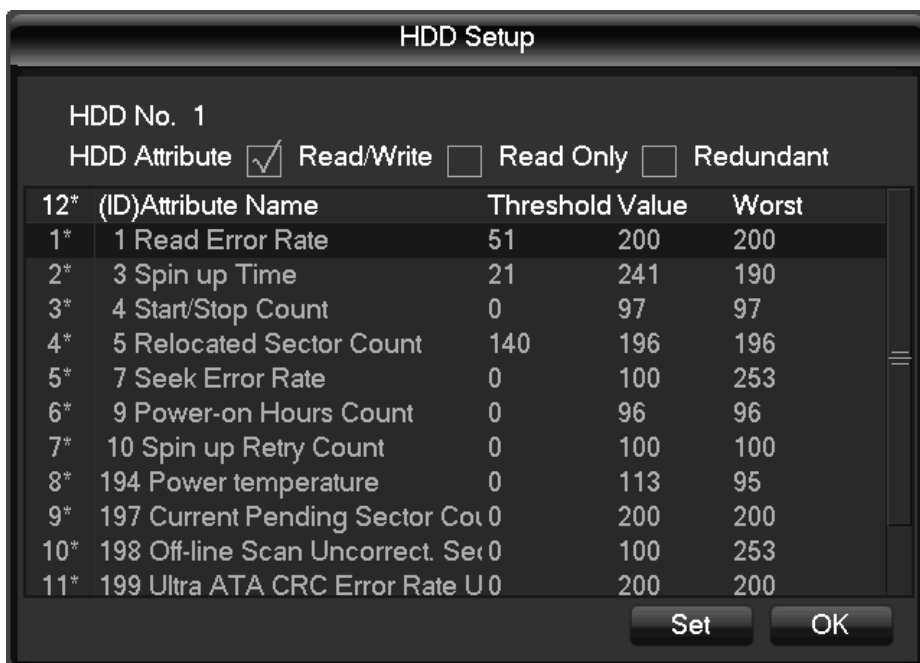 HDD Setup
HDD No. 1
HDD Attribute Read/Write Read Only Redundant
12* (ID)Attribute Name Threshold Value Worst
1* 1 Read Error Rate 51 200 200
2* 3 Spin up Time 21 241 190
3* 4 Start/Stop Count 0 97 97
4* 5 Relocated Sector Count 140 196 196
5* 7 Seek Error Rate 0 100 253
6* 9 Power-on Hours Count 0 96 96
7* 10 Spin up Retry Count 0 100 100
8* 194 Power temperature 0 113 95
9* 197 Current Pending Sector Cou 0 200 200
10* 198 Off-line Scan Uncorrect. Sec 0 100 253
11* 199 Ultra ATA CRC Error Rate U 0 200 200
Set OK